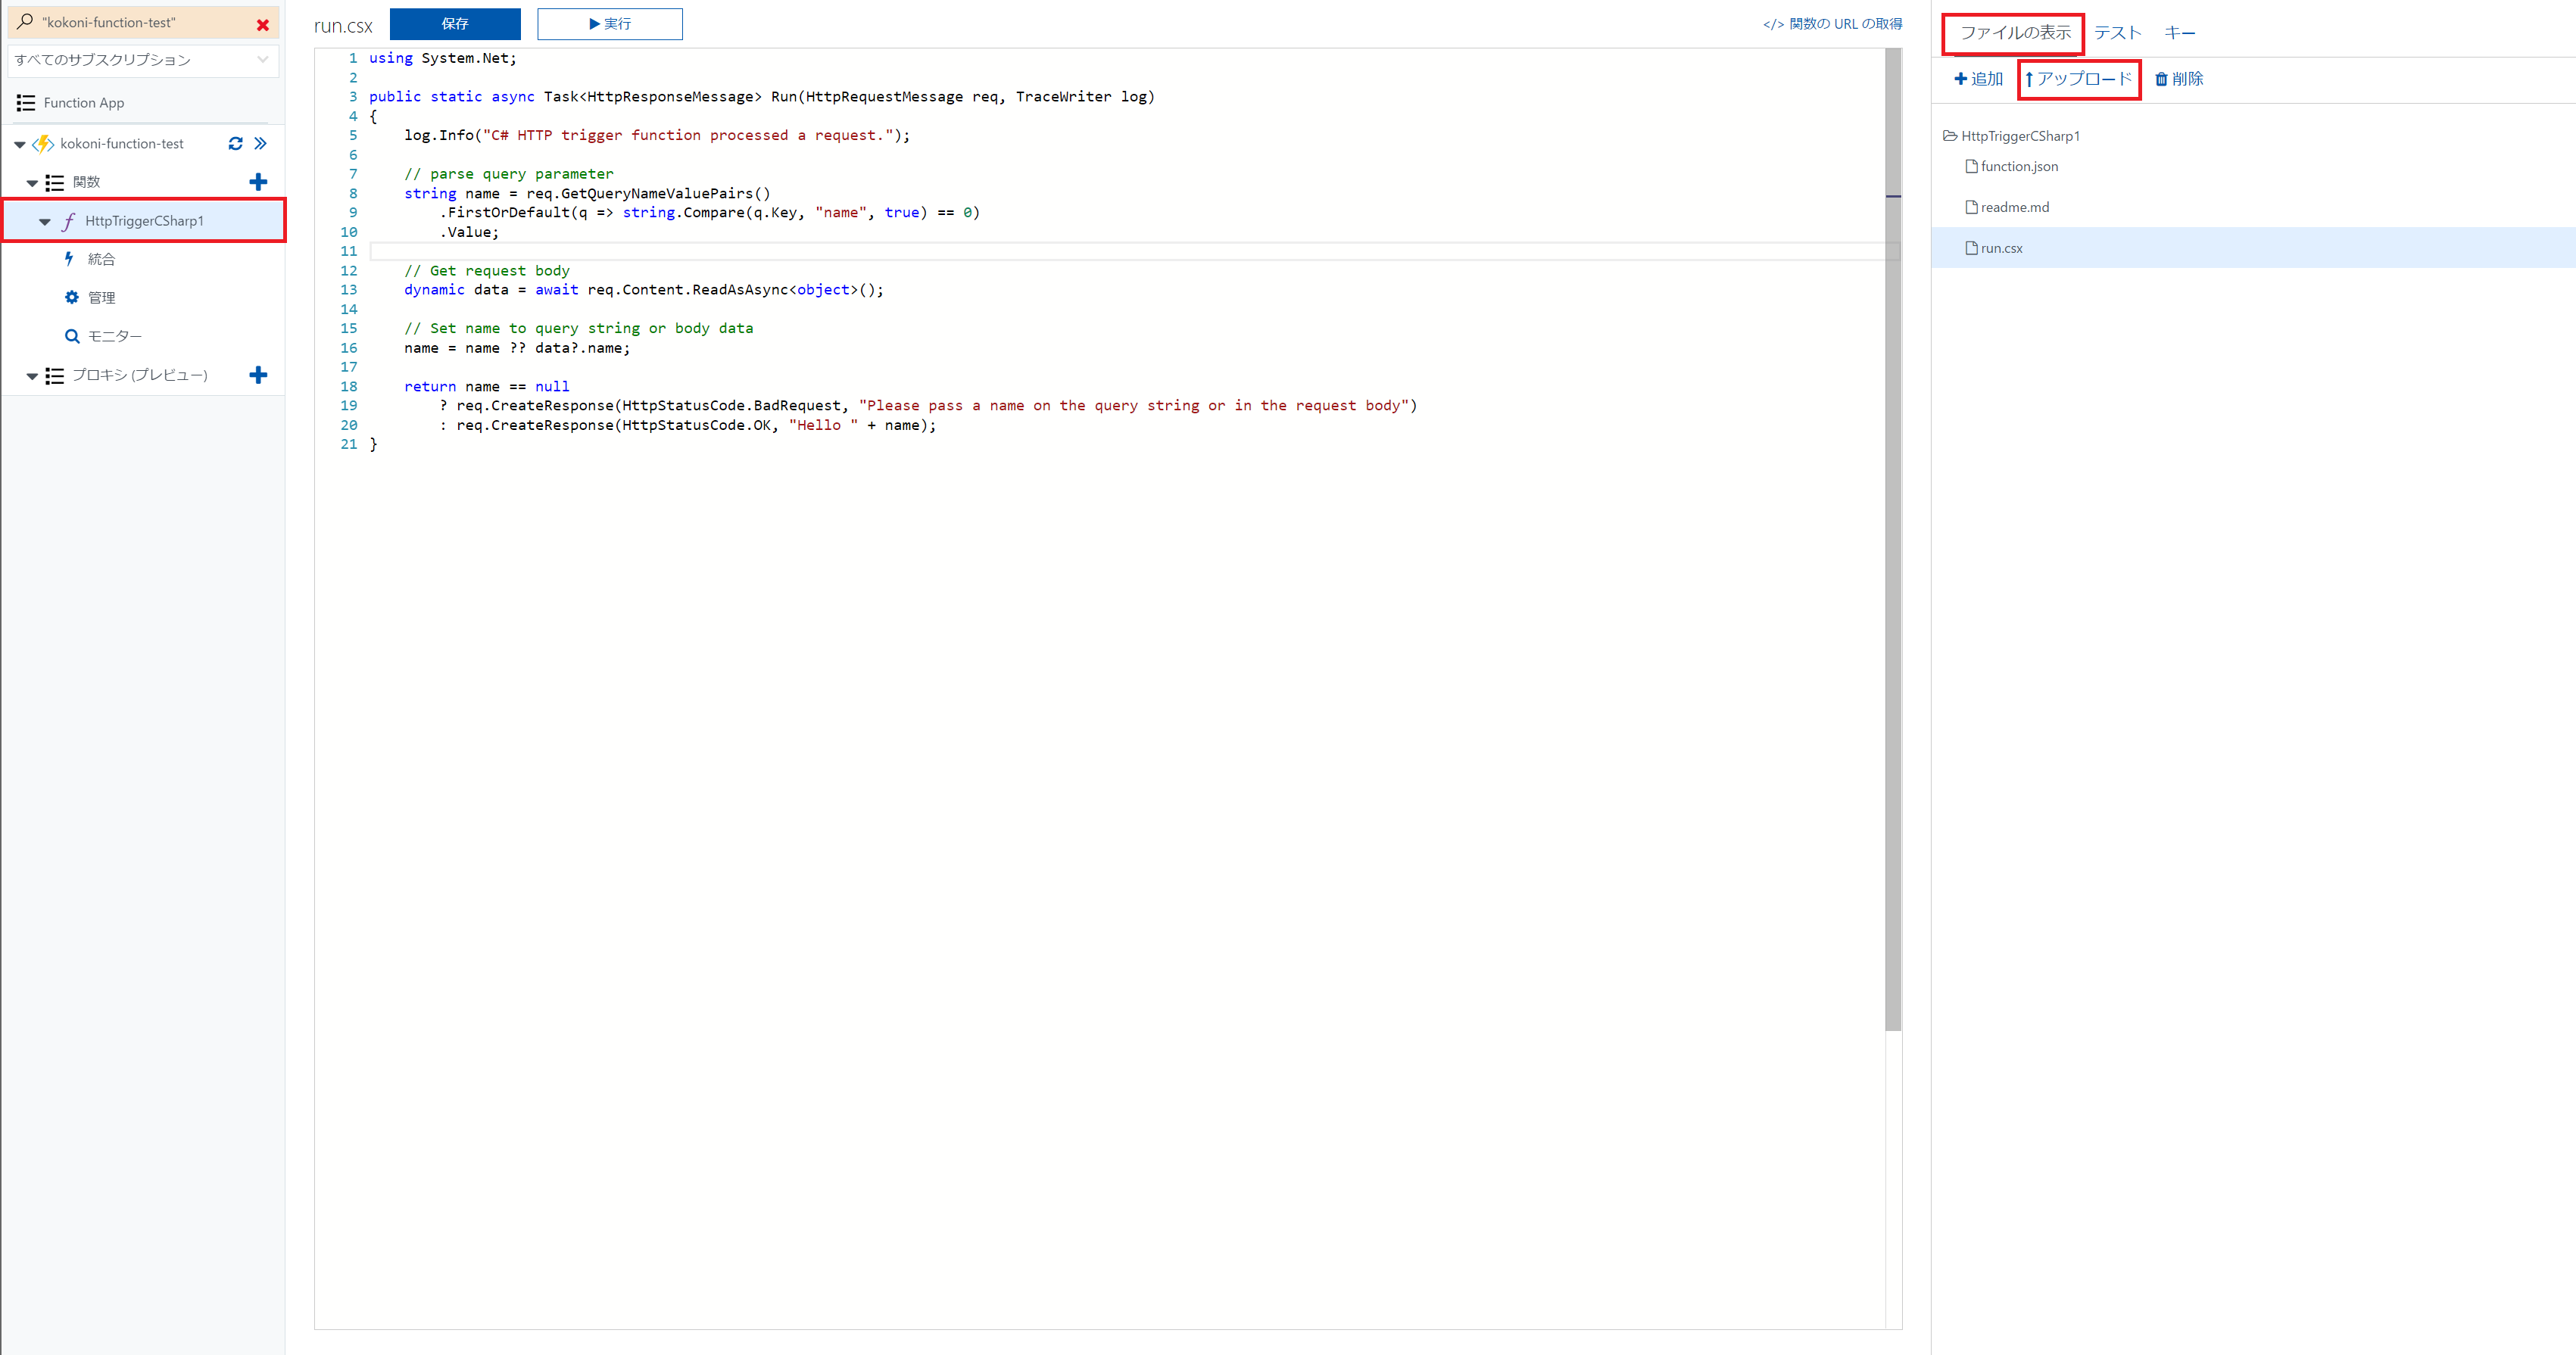 "kokoni-function-test"
すべてのサブスクリプション
Function App
kokoni-function-test
関数
HttpTriggerCSharp1
統合
管理
モニター
プロキシ (プレビュー)
run.csx
保存
実行
</> 関数の URL の取得
1 using System.Net;
2
3 public static async Task<HttpResponseMessage> Run(HttpRequestMessage req, TraceWriter log)
4 {
5     log.Info("C# HTTP trigger function processed a request.");
6
7     // parse query parameter
8     string name = req.GetQueryNameValuePairs()
9         .FirstOrDefault(q => string.Compare(q.Key, "name", true) == 0)
10         .Value;
11
12     // Get request body
13     dynamic data = await req.Content.ReadAsAsync<object>();
14
15     // Set name to query string or body data
16     name = name ?? data?.name;
17
18     return name == null
19         ? req.CreateResponse(HttpStatusCode.BadRequest, "Please pass a name on the query string or in the request body")
20         : req.CreateResponse(HttpStatusCode.OK, "Hello " + name);
21 }
ファイルの表示 テスト キー
追加 アップロード 削除
HttpTriggerCSharp1
function.json
readme.md
run.csx